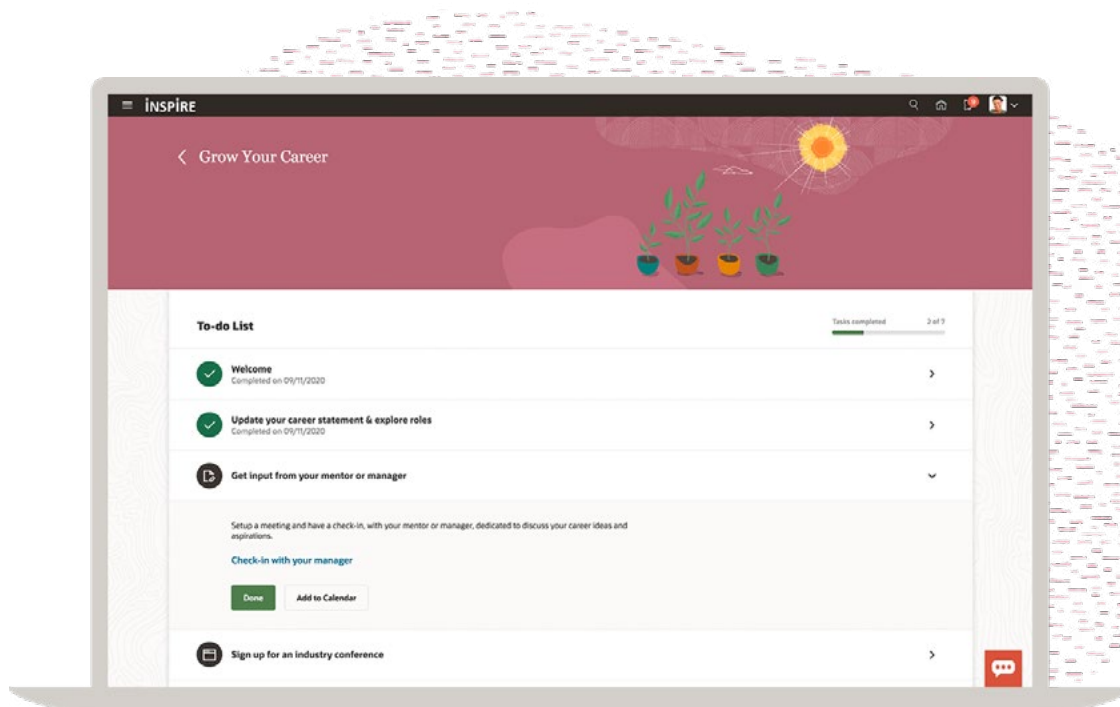 iNSPiRE
Grow Your Career
To-do List
Tasks completed 2 of 7
Welcome
Completed on 09/11/2020
Update your career statement & explore roles
Completed on 09/11/2020
Get input from your mentor or manager
Setup a meeting and have a check-in, with your mentor or manager, dedicated to discuss your career ideas and
aspirations.
Check-in with your manager
Done Add to Calendar
Sign up for an industry conference